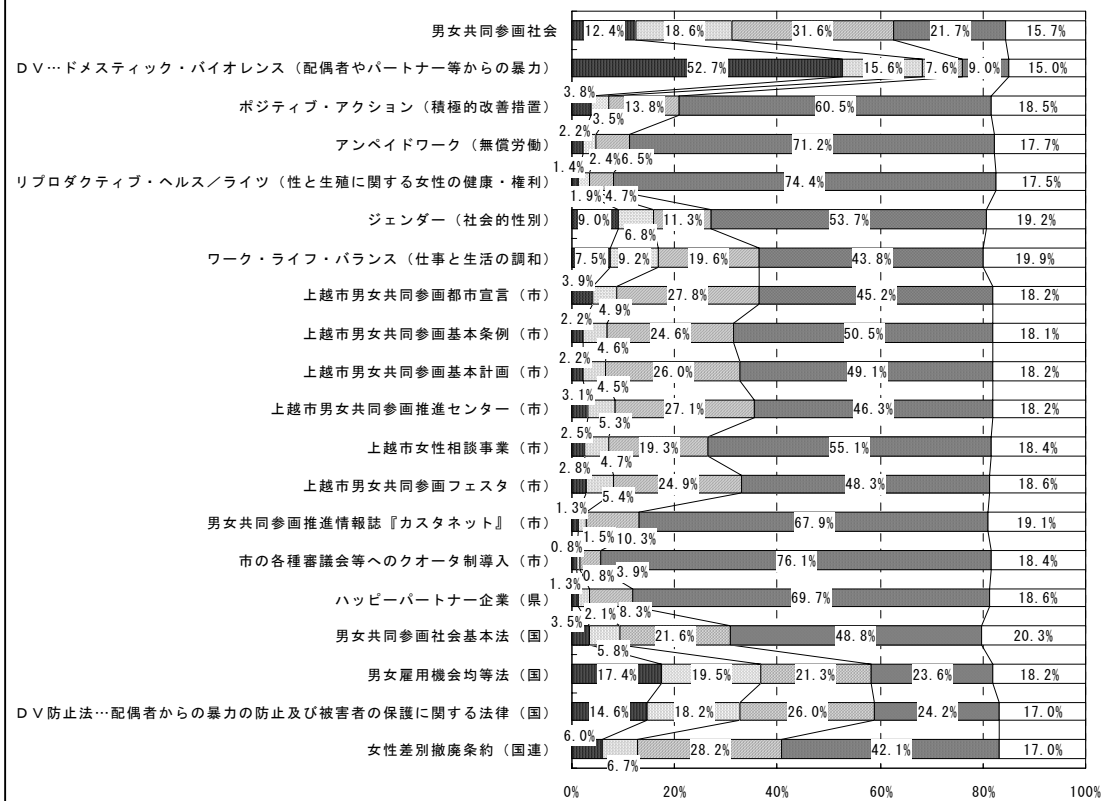 男女共同参画社会 12.4% 18.6% 31.6% 21.7% 15.7%
ＤＶ…ドメスティック・バイオレンス（配偶者やパートナー等からの暴力） 52.7% 15.6% 7.6% 9.0% 15.0%
ポジティブ・アクション（積極的改善措置） 3.8% 3.5% 13.8% 60.5% 18.5%
アンペイドワーク（無償労働） 2.2% 2.4% 6.5% 71.2% 17.7%
リプロダクティブ・ヘルス／ライツ（性と生殖に関する女性の健康・権利） 1.4% 1.9% 4.7% 74.4% 17.5%
ジェンダー（社会的性別） 9.0% 6.8% 11.3% 53.7% 19.2%
ワーク・ライフ・バランス（仕事と生活の調和） 7.5% 9.2% 19.6% 43.8% 19.9%
上越市男女共同参画都市宣言（市） 3.9% 4.9% 27.8% 45.2% 18.2%
上越市男女共同参画基本条例（市） 2.2% 4.6% 24.6% 50.5% 18.1%
上越市男女共同参画基本計画（市） 2.2% 4.5% 26.0% 49.1% 18.2%
上越市男女共同参画推進センター（市） 3.1% 5.3% 27.1% 46.3% 18.2%
上越市女性相談事業（市） 2.5% 4.7% 19.3% 55.1% 18.4%
上越市男女共同参画フェスタ（市） 2.8% 5.4% 24.9% 48.3% 18.6%
男女共同参画推進情報誌『カスタネット』（市） 1.3% 1.5% 10.3% 67.9% 19.1%
市の各種審議会等へのクオータ制導入（市） 0.8% 0.8% 3.9% 76.1% 18.4%
ハッピーパートナー企業（県） 1.3% 2.1% 8.3% 69.7% 18.6%
男女共同参画社会基本法（国） 3.5% 5.8% 21.6% 48.8% 20.3%
男女雇用機会均等法（国） 17.4% 19.5% 21.3% 23.6% 18.2%
ＤＶ防止法…配偶者からの暴力の防止及び被害者の保護に関する法律（国） 14.6% 18.2% 26.0% 24.2% 17.0%
女性差別撤廃条約（国連） 6.0% 6.7% 28.2% 42.1% 17.0%
0% 20% 40% 60% 80% 100%